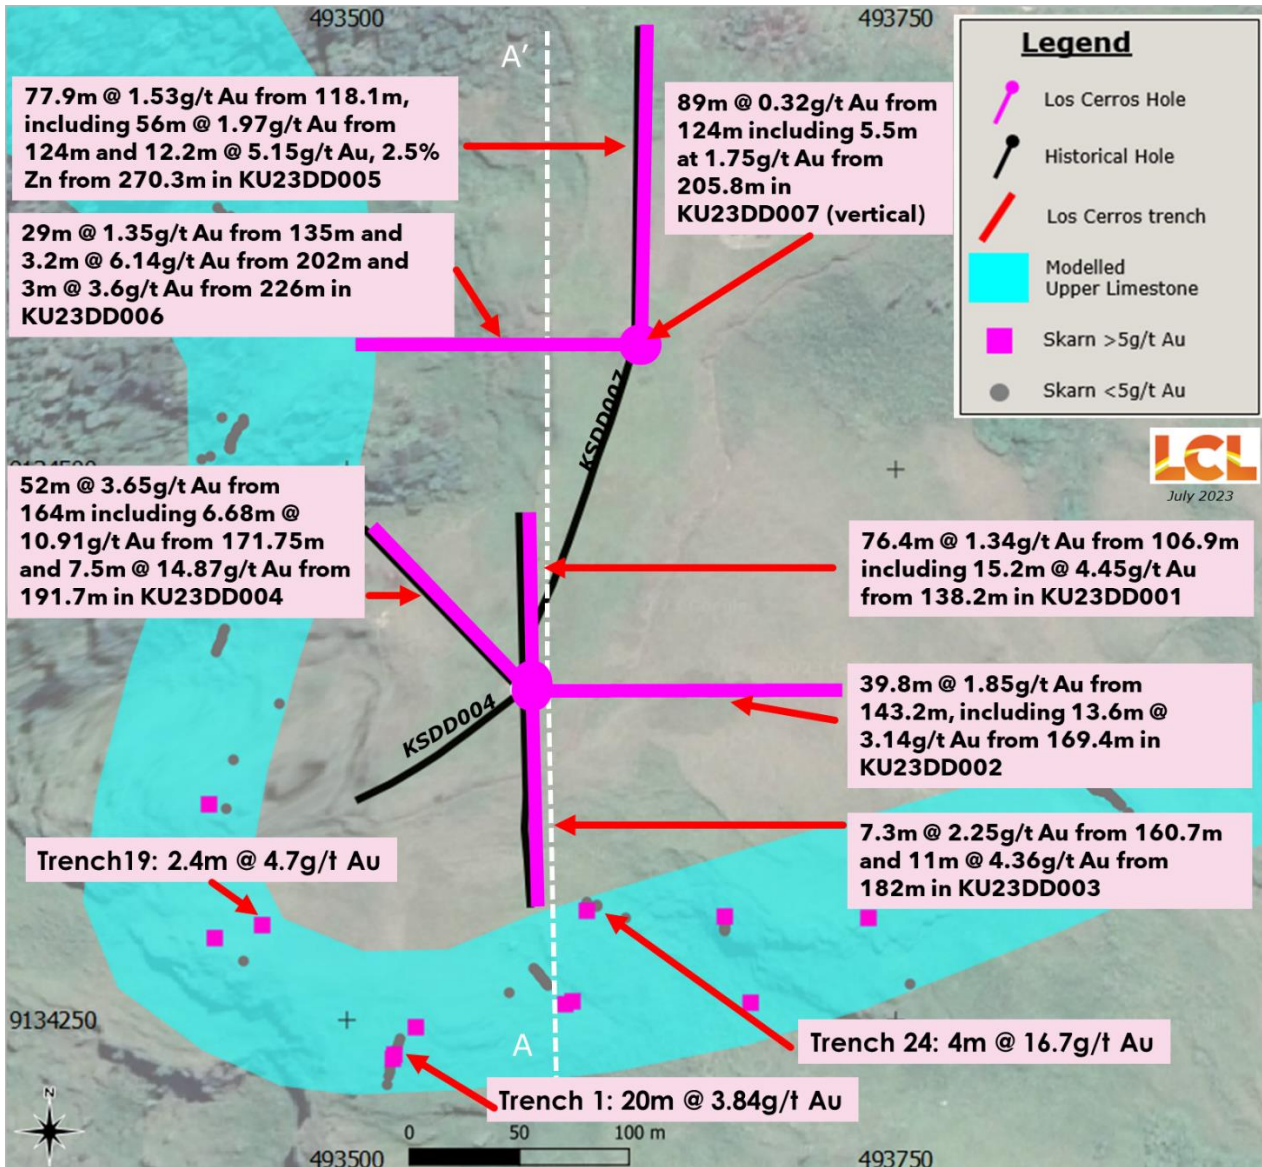 493500
493750
A'
A
Legend
Los Cerros Hole
Historical Hole
Los Cerros trench
Modelled
Upper Limestone
Skarn >5g/t Au
Skarn <5g/t Au
77.9m @ 1.53g/t Au from 118.1m,
including 56m @ 1.97g/t Au from
124m and 12.2m @ 5.15g/t Au, 2.5%
Zn from 270.3m in KU23DD005
89m @ 0.32g/t Au from
124m including 5.5m
at 1.75g/t Au from
205.8m in
KU23DD007 (vertical)
29m @ 1.35g/t Au from 135m and
3.2m @ 6.14g/t Au from 202m and
3m @ 3.6g/t Au from 226m in
KU23DD006
KSDD007
LCL
July 2023
52m @ 3.65g/t Au from
164m including 6.68m @
10.91g/t Au from 171.75m
and 7.5m @ 14.87g/t Au from
191.7m in KU23DD004
76.4m @ 1.34g/t Au from 106.9m
including 15.2m @ 4.45g/t Au
from 138.2m in KU23DD001
KSDD004
39.8m @ 1.85g/t Au from
143.2m, including 13.6m @
3.14g/t Au from 169.4m in
KU23DD002
7.3m @ 2.25g/t Au from 160.7m
and 11m @ 4.36g/t Au from
182m in KU23DD003
Trench19: 2.4m @ 4.7g/t Au
9134250
Trench 24: 4m @ 16.7g/t Au
Trench 1: 20m @ 3.84g/t Au
N
0 50 100 m
493500
493750